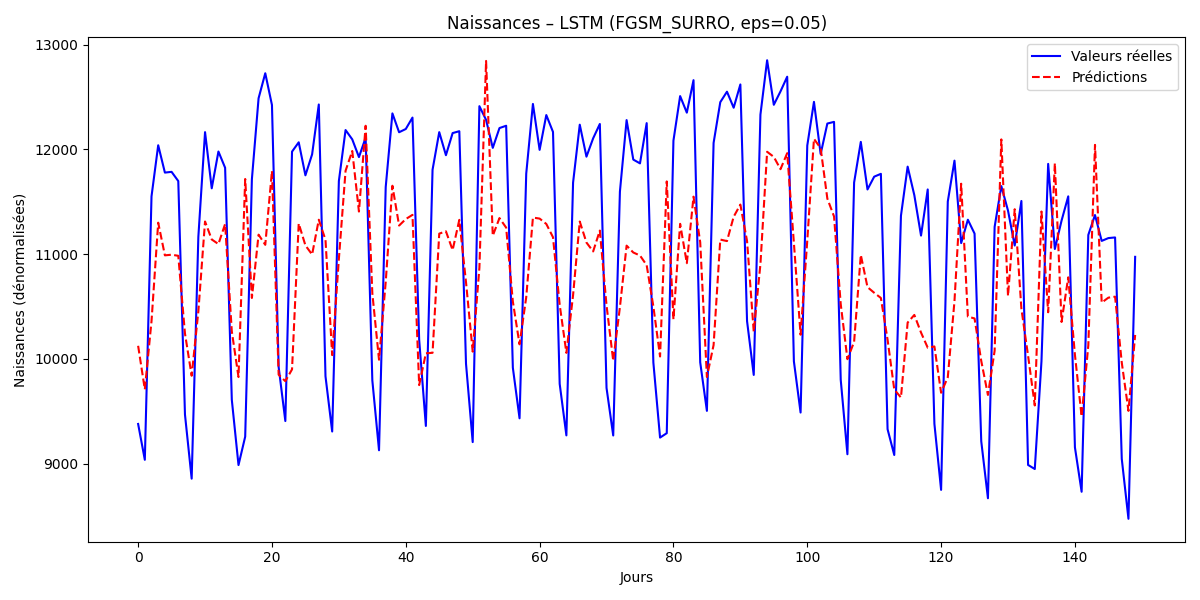 Naissances – LSTM (FGSM_SURRO, eps=0.05)
Valeurs réelles
Prédictions
Naissances (dénormalisées)
13000
12000
11000
10000
9000
0 20 40 60 80 100 120 140
Jours